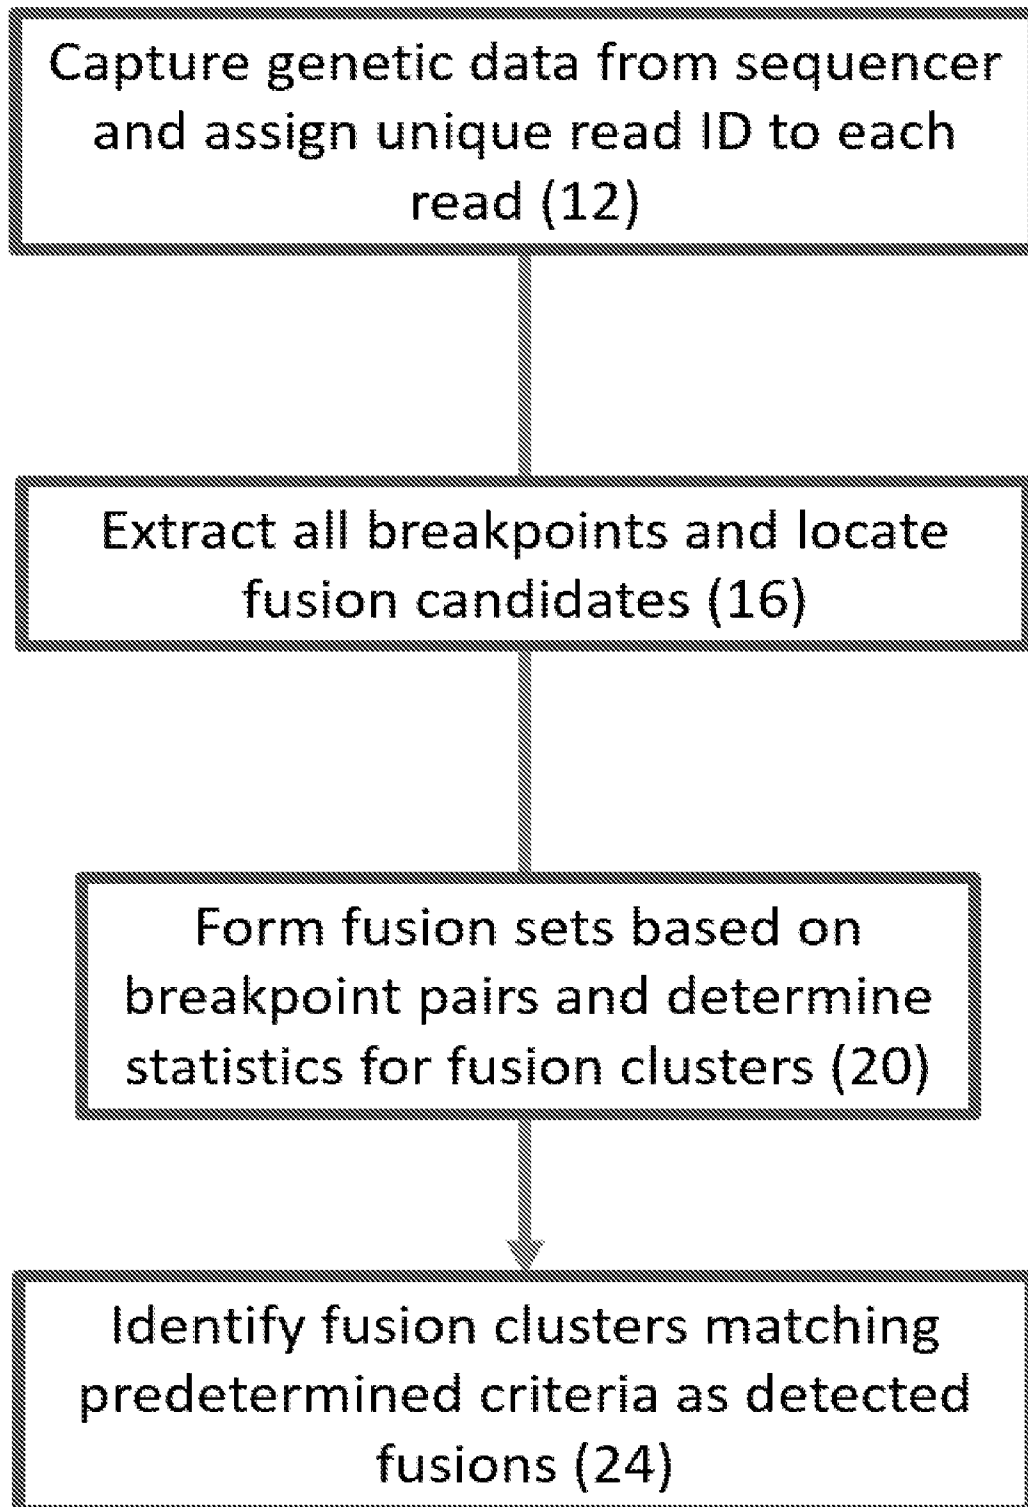 Capture genetic data from sequencer
and assign unique read ID to each
read (12)
Extract all breakpoints and locate
fusion candidates (16)
Form fusion sets based on
breakpoint pairs and determine
statistics for fusion clusters (20)
Identify fusion clusters matching
predetermined criteria as detected
fusions (24)